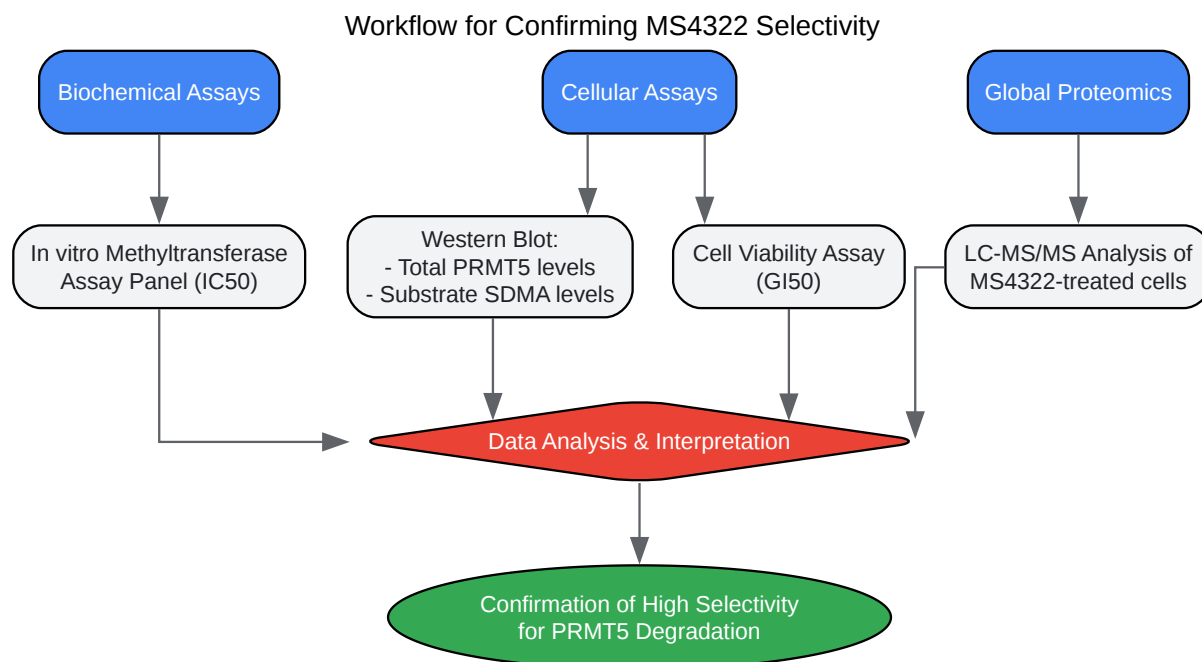 Workflow for Confirming MS4322 Selectivity
Biochemical Assays
Cellular Assays
Global Proteomics
In vitro Methyltransferase
Assay Panel (IC50)
Western Blot:
- Total PRMT5 levels
- Substrate SDMA levels
Cell Viability Assay
(GI50)
LC-MS/MS Analysis of
MS4322-treated cells
Data Analysis & Interpretation
Confirmation of High Selectivity
for PRMT5 Degradation